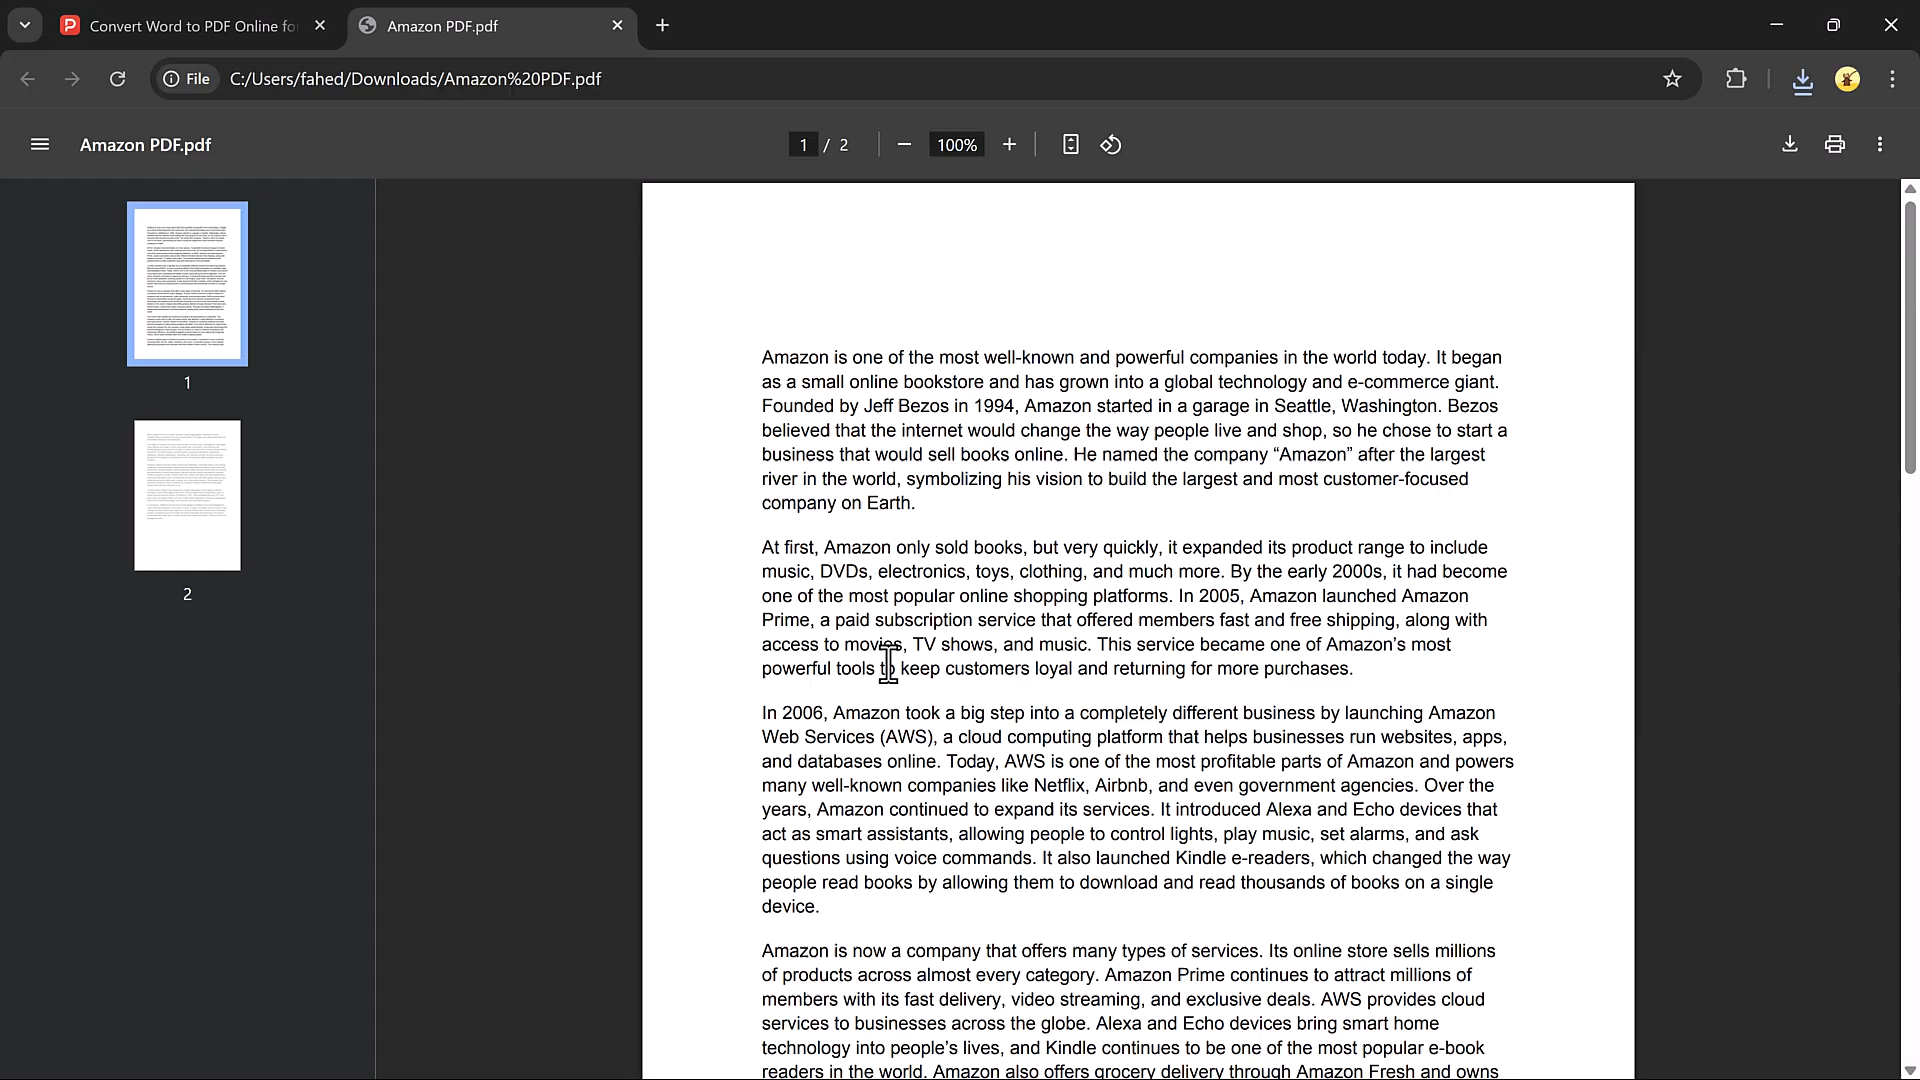 Convert Word to PDF Online fo
Amazon PDF.pdf
File
C:/Users/fahed/Downloads/Amazon%20PDF.pdf
Amazon PDF.pdf
1 / 2
100%
1
2
Amazon is one of the most well-known and powerful companies in the world today. It began
as a small online bookstore and has grown into a global technology and e-commerce giant.
Founded by Jeff Bezos in 1994, Amazon started in a garage in Seattle, Washington. Bezos
believed that the internet would change the way people live and shop, so he chose to start a
business that would sell books online. He named the company “Amazon” after the largest
river in the world, symbolizing his vision to build the largest and most customer-focused
company on Earth.
At first, Amazon only sold books, but very quickly, it expanded its product range to include
music, DVDs, electronics, toys, clothing, and much more. By the early 2000s, it had become
one of the most popular online shopping platforms. In 2005, Amazon launched Amazon
Prime, a paid subscription service that offered members fast and free shipping, along with
access to movies, TV shows, and music. This service became one of Amazon’s most
powerful tools to keep customers loyal and returning for more purchases.
In 2006, Amazon took a big step into a completely different business by launching Amazon
Web Services (AWS), a cloud computing platform that helps businesses run websites, apps,
and databases online. Today, AWS is one of the most profitable parts of Amazon and powers
many well-known companies like Netflix, Airbnb, and even government agencies. Over the
years, Amazon continued to expand its services. It introduced Alexa and Echo devices that
act as smart assistants, allowing people to control lights, play music, set alarms, and ask
questions using voice commands. It also launched Kindle e-readers, which changed the way
people read books by allowing them to download and read thousands of books on a single
device.
Amazon is now a company that offers many types of services. Its online store sells millions
of products across almost every category. Amazon Prime continues to attract millions of
members with its fast delivery, video streaming, and exclusive deals. AWS provides cloud
services to businesses across the globe. Alexa and Echo devices bring smart home
technology into people’s lives, and Kindle continues to be one of the most popular e-book
readers in the world. Amazon also offers grocery delivery through Amazon Fresh and owns